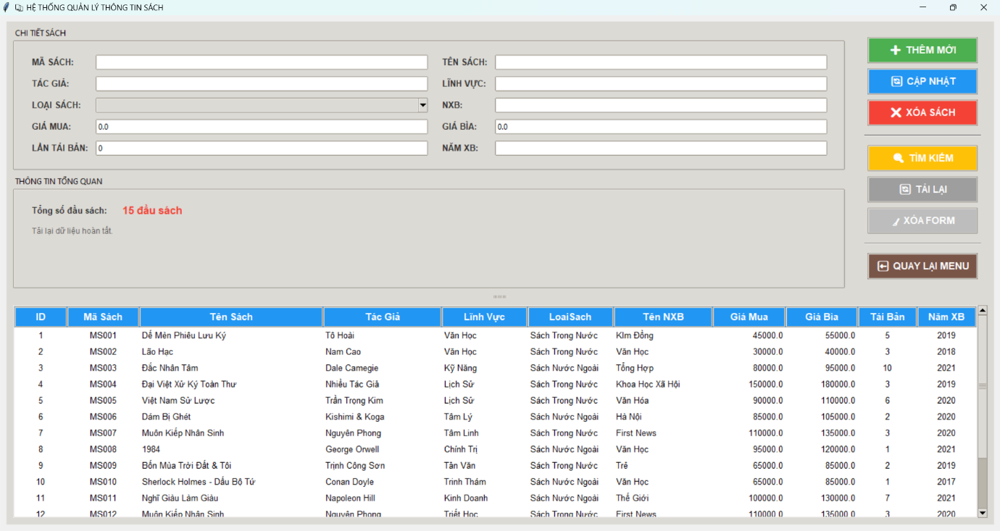 HỆ THỐNG QUẢN LÝ THÔNG TIN SÁCH
CHI TIẾT SÁCH
MÃ SÁCH:
TÊN SÁCH:
TÁC GIẢ:
LĨNH VỰC:
LOẠI SÁCH:
NXB:
GIÁ MUA: 0.0
GIÁ BÌA: 0.0
LẦN TÁI BẢN: 0
NĂM XB:
THÊM MỚI
CẬP NHẬT
XÓA SÁCH
TÌM KIẾM
TẢI LẠI
XÓA FORM
QUAY LẠI MENU
THÔNG TIN TỔNG QUAN
Tổng số đầu sách: 15 đầu sách
Tải lại dữ liệu hoàn tất.
ID Mã Sách Tên Sách Tác Giả Lĩnh Vực LoaiSach Tên NXB Giá Mua Giá Bìa Tái Bản Năm XB
1 MS001 Dế Mèn Phiêu Lưu Ký Tô Hoài Văn Học Sách Trong Nước KIm Đồng 45000.0 55000.0 5 2019
2 MS002 Lão Hạc Nam Cao Văn Học Sách Trong Nước Văn Học 30000.0 40000.0 3 2018
3 MS003 Đắc Nhân Tâm Dale Carnegie Kỹ Năng Sách Nước Ngoài Tổng Hợp 80000.0 95000.0 10 2021
4 MS004 Đại Việt Xử Ký Toàn Thư Nhiều Tác Giả Lịch Sử Sách Trong Nước Khoa Học Xã Hội 150000.0 180000.0 3 2019
5 MS005 Việt Nam Sử Lược Trần Trọng Kim Lịch Sử Sách Trong Nước Văn Hóa 90000.0 110000.0 6 2020
6 MS006 Dám Bị Ghét Kishimi & Koga Tâm Lý Sách Nước Ngoài Hà Nội 85000.0 105000.0 2 2020
7 MS007 Muôn Kiếp Nhân Sinh Nguyên Phong Tâm Linh Sách Trong Nước First News 110000.0 135000.0 3 2020
8 MS008 1984 George Orwell Chính Trị Sách Nước Ngoài Văn Học 95000.0 120000.0 1 2021
9 MS009 Bốn Mùa Trời Đất & Tôi Trịnh Công Sơn Tản Văn Sách Trong Nước Trẻ 65000.0 85000.0 2 2019
10 MS010 Sherlock Holmes - Dấu Bộ Tứ Conan Doyle Trinh Thám Sách Nước Ngoài Văn Học 65000.0 85000.0 1 2017
11 MS011 Nghĩ Giàu Làm Giàu Napoleon Hill Kinh Doanh Sách Nước Ngoài Thế Giới 100000.0 130000.0 7 2021
12 MS012 Muôn Kiếp Nhân Sinh Nguyên Phong Triết Học Sách Trong Nước First News 110000.0 135000.0 3 2020